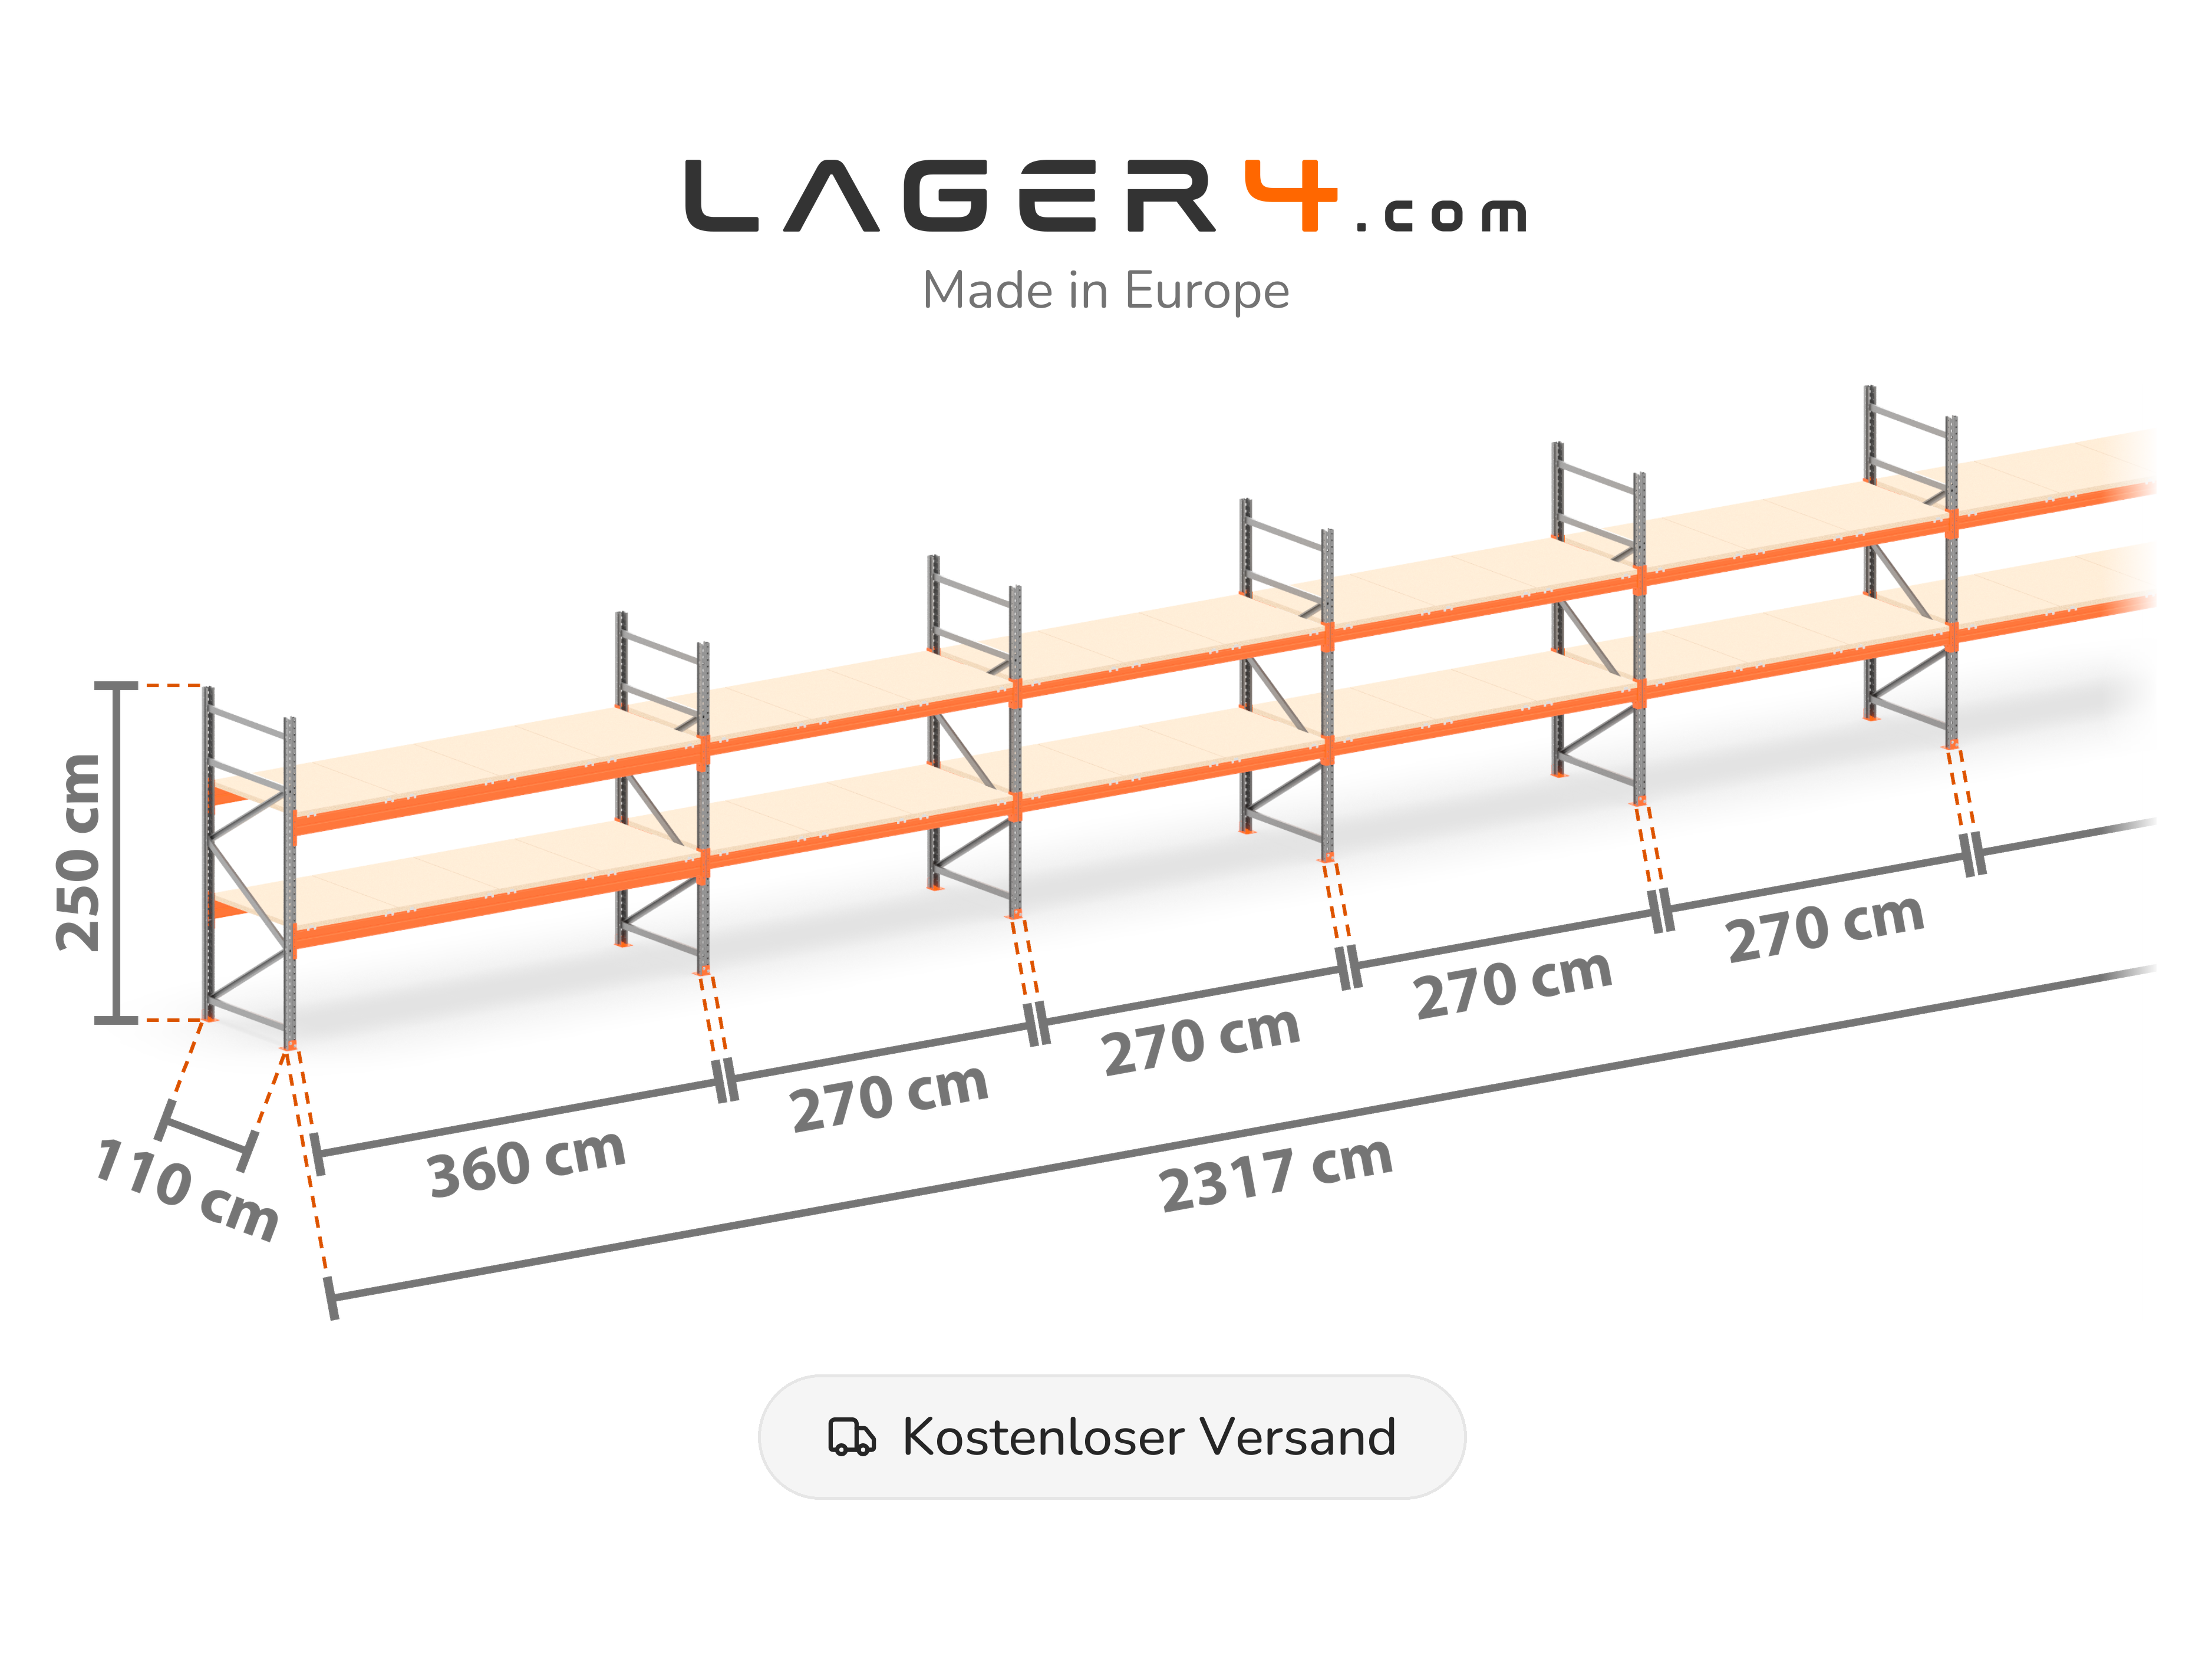 LAGER4.com
Made in Europe
250 cm
110 cm
360 cm
270 cm
270 cm
270 cm
270 cm
2317 cm
Kostenloser Versand